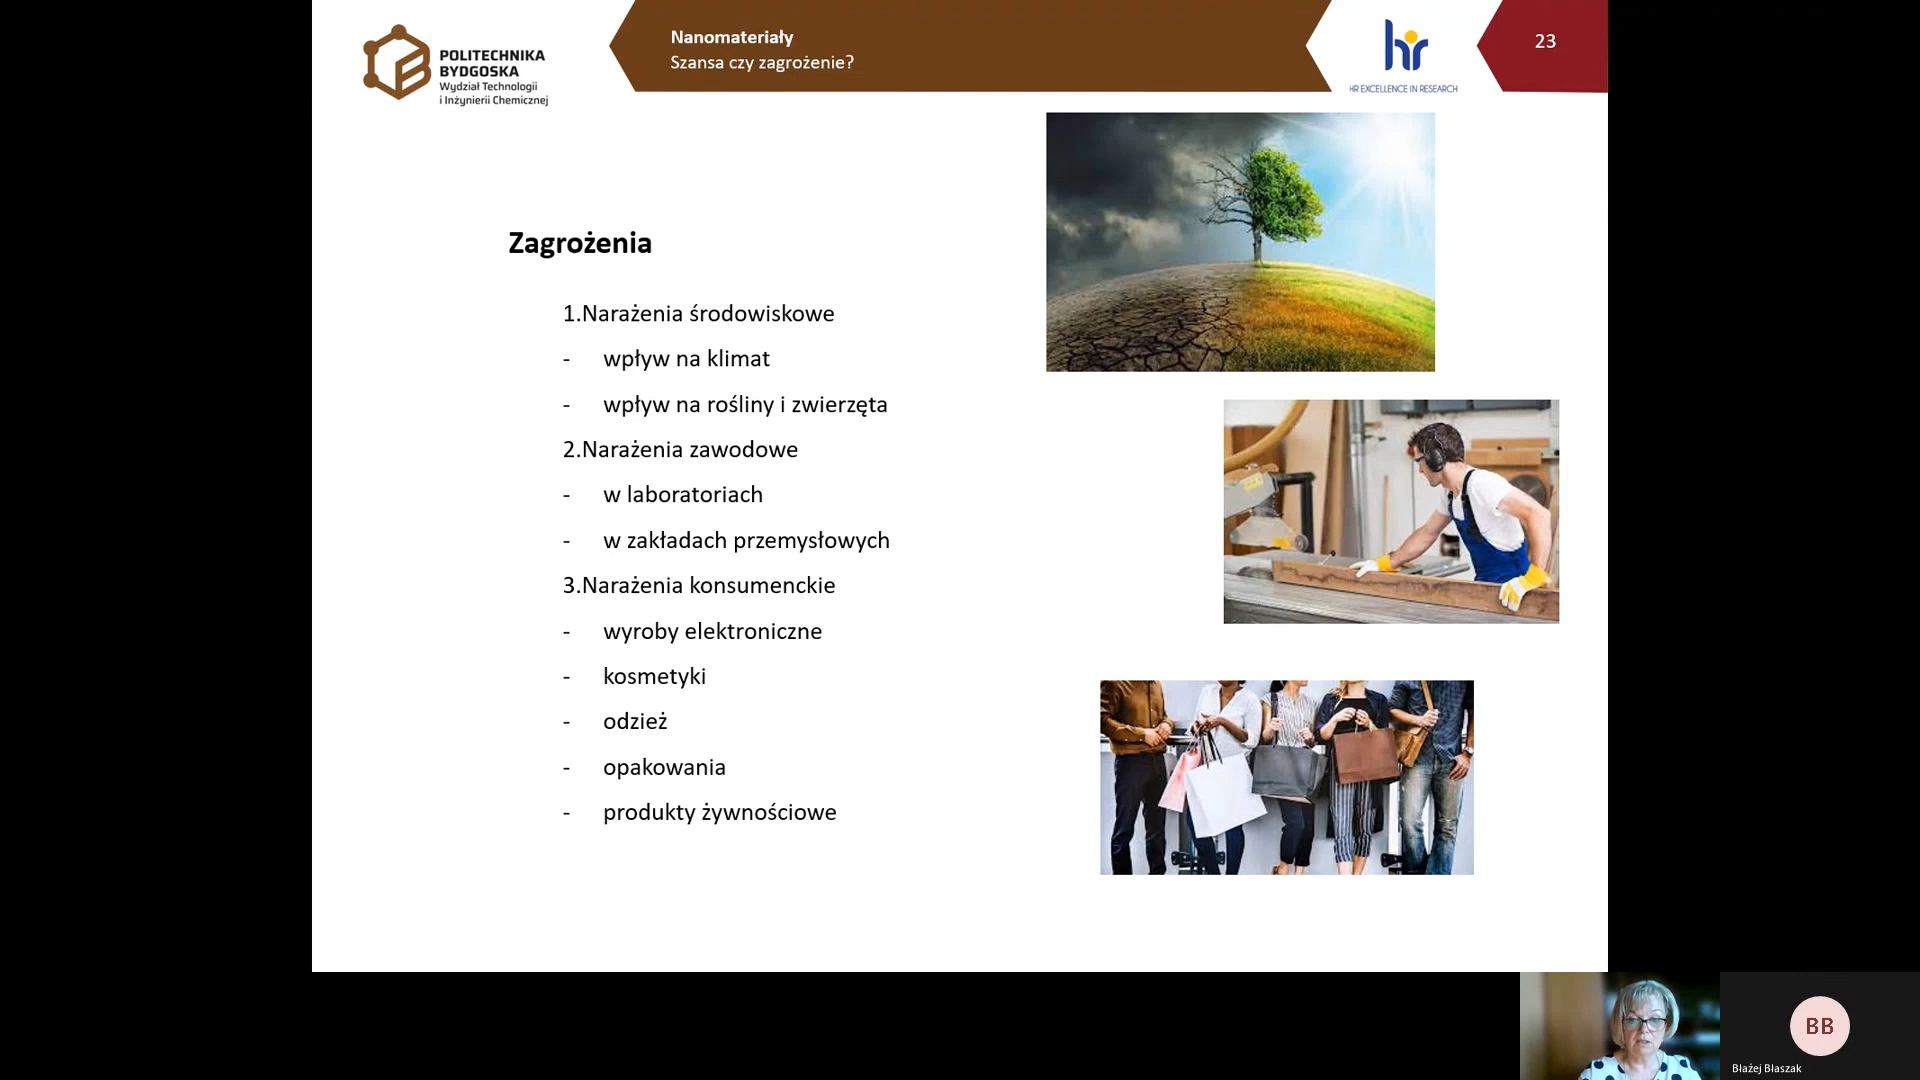 POLITECHNIKA
BYDGOSKA
Wydział Technologii
i Inżynierii Chemicznej
Nanomateriały
Szansa czy zagrożenie?
hr
HR EXCELLENCE IN RESEARCH
23
Zagrożenia
1.Narażenia środowiskowe
- wpływ na klimat
- wpływ na rośliny i zwierzęta
2.Narażenia zawodowe
- w laboratoriach
- w zakładach przemysłowych
3.Narażenia konsumenckie
- wyroby elektroniczne
- kosmetyki
- odzież
- opakowania
- produkty żywnościowe
BB
Błażej Błaszak